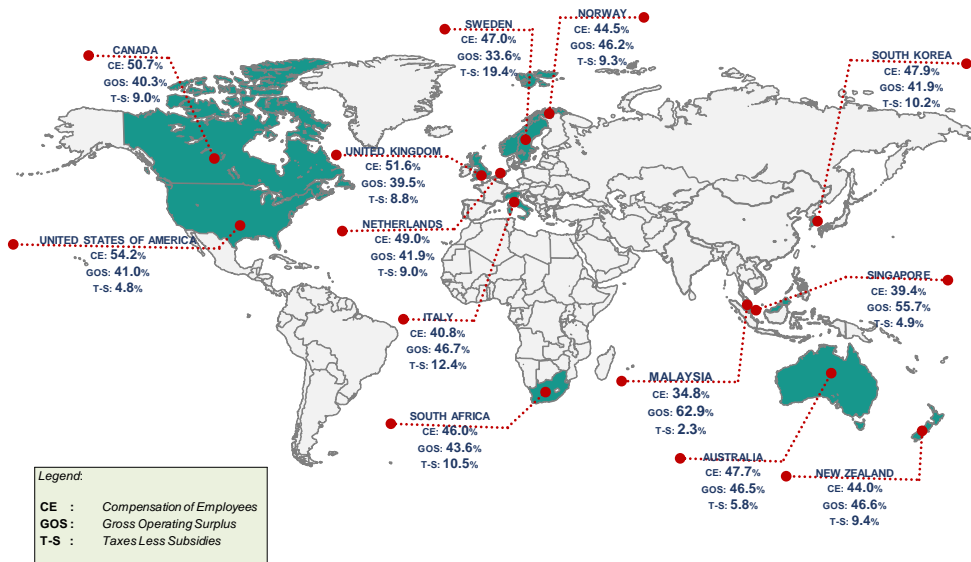 NORWAY
CE: 44.5%
GOS: 46.2%
T-S: 9.3%
SWEDEN
CE: 47.0%
GOS: 33.6%
T-S: 19.4%
CANADA
CE: 50.7%
GOS: 40.3%
T-S: 9.0%
SOUTH KOREA
CE: 47.9%
GOS: 41.9%
T-S: 10.2%
UNITED KINGDOM
CE: 51.6%
GOS: 39.5%
T-S: 8.8%
NETHERLANDS
CE: 49.0%
GOS: 41.9%
T-S: 9.0%
UNITED STATES OF AMERICA
CE: 54.2%
GOS: 41.0%
T-S: 4.8%
SINGAPORE
CE: 39.4%
GOS: 55.7%
T-S: 4.9%
ITALY
CE: 40.8%
GOS: 46.7%
T-S: 12.4%
MALAYSIA
CE: 34.8%
GOS: 62.9%
T-S: 2.3%
SOUTH AFRICA
CE: 46.0%
GOS: 43.6%
T-S: 10.5%
AUSTRALIA
CE: 47.7%
GOS: 46.5%
T-S: 5.8%
NEW ZEALAND
CE: 44.0%
GOS: 46.6%
T-S: 9.4%
Legend:
CE : Compensation of Employees
GOS : Gross Operating Surplus
T-S : Taxes Less Subsidies